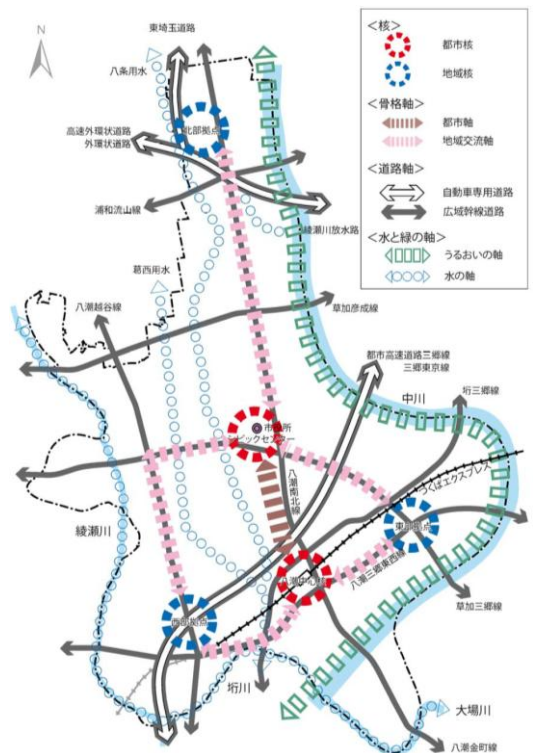 N
<核>
都市核
地域核
<骨格軸>
都市軸
地域交流軸
<道路軸>
自動車専用道路
広域幹線道路
<水と緑の軸>
うるおいの軸
水の軸
東埼玉道路
八条用水
北部拠点
高速外環状道路
外環状道路
浦和流山線
綾瀬川放水路
葛西用水
八潮越谷線
草加彦成線
都市高速道路三郷線
三郷東京線
中川
垳三郷線
市役所
シビックセンター
八潮南北線
つくばエクスプレス
綾瀬川
東部拠点
八潮三郷東西線
八潮中心
草加三郷線
西部拠点
垳川
大場川
八潮金町線